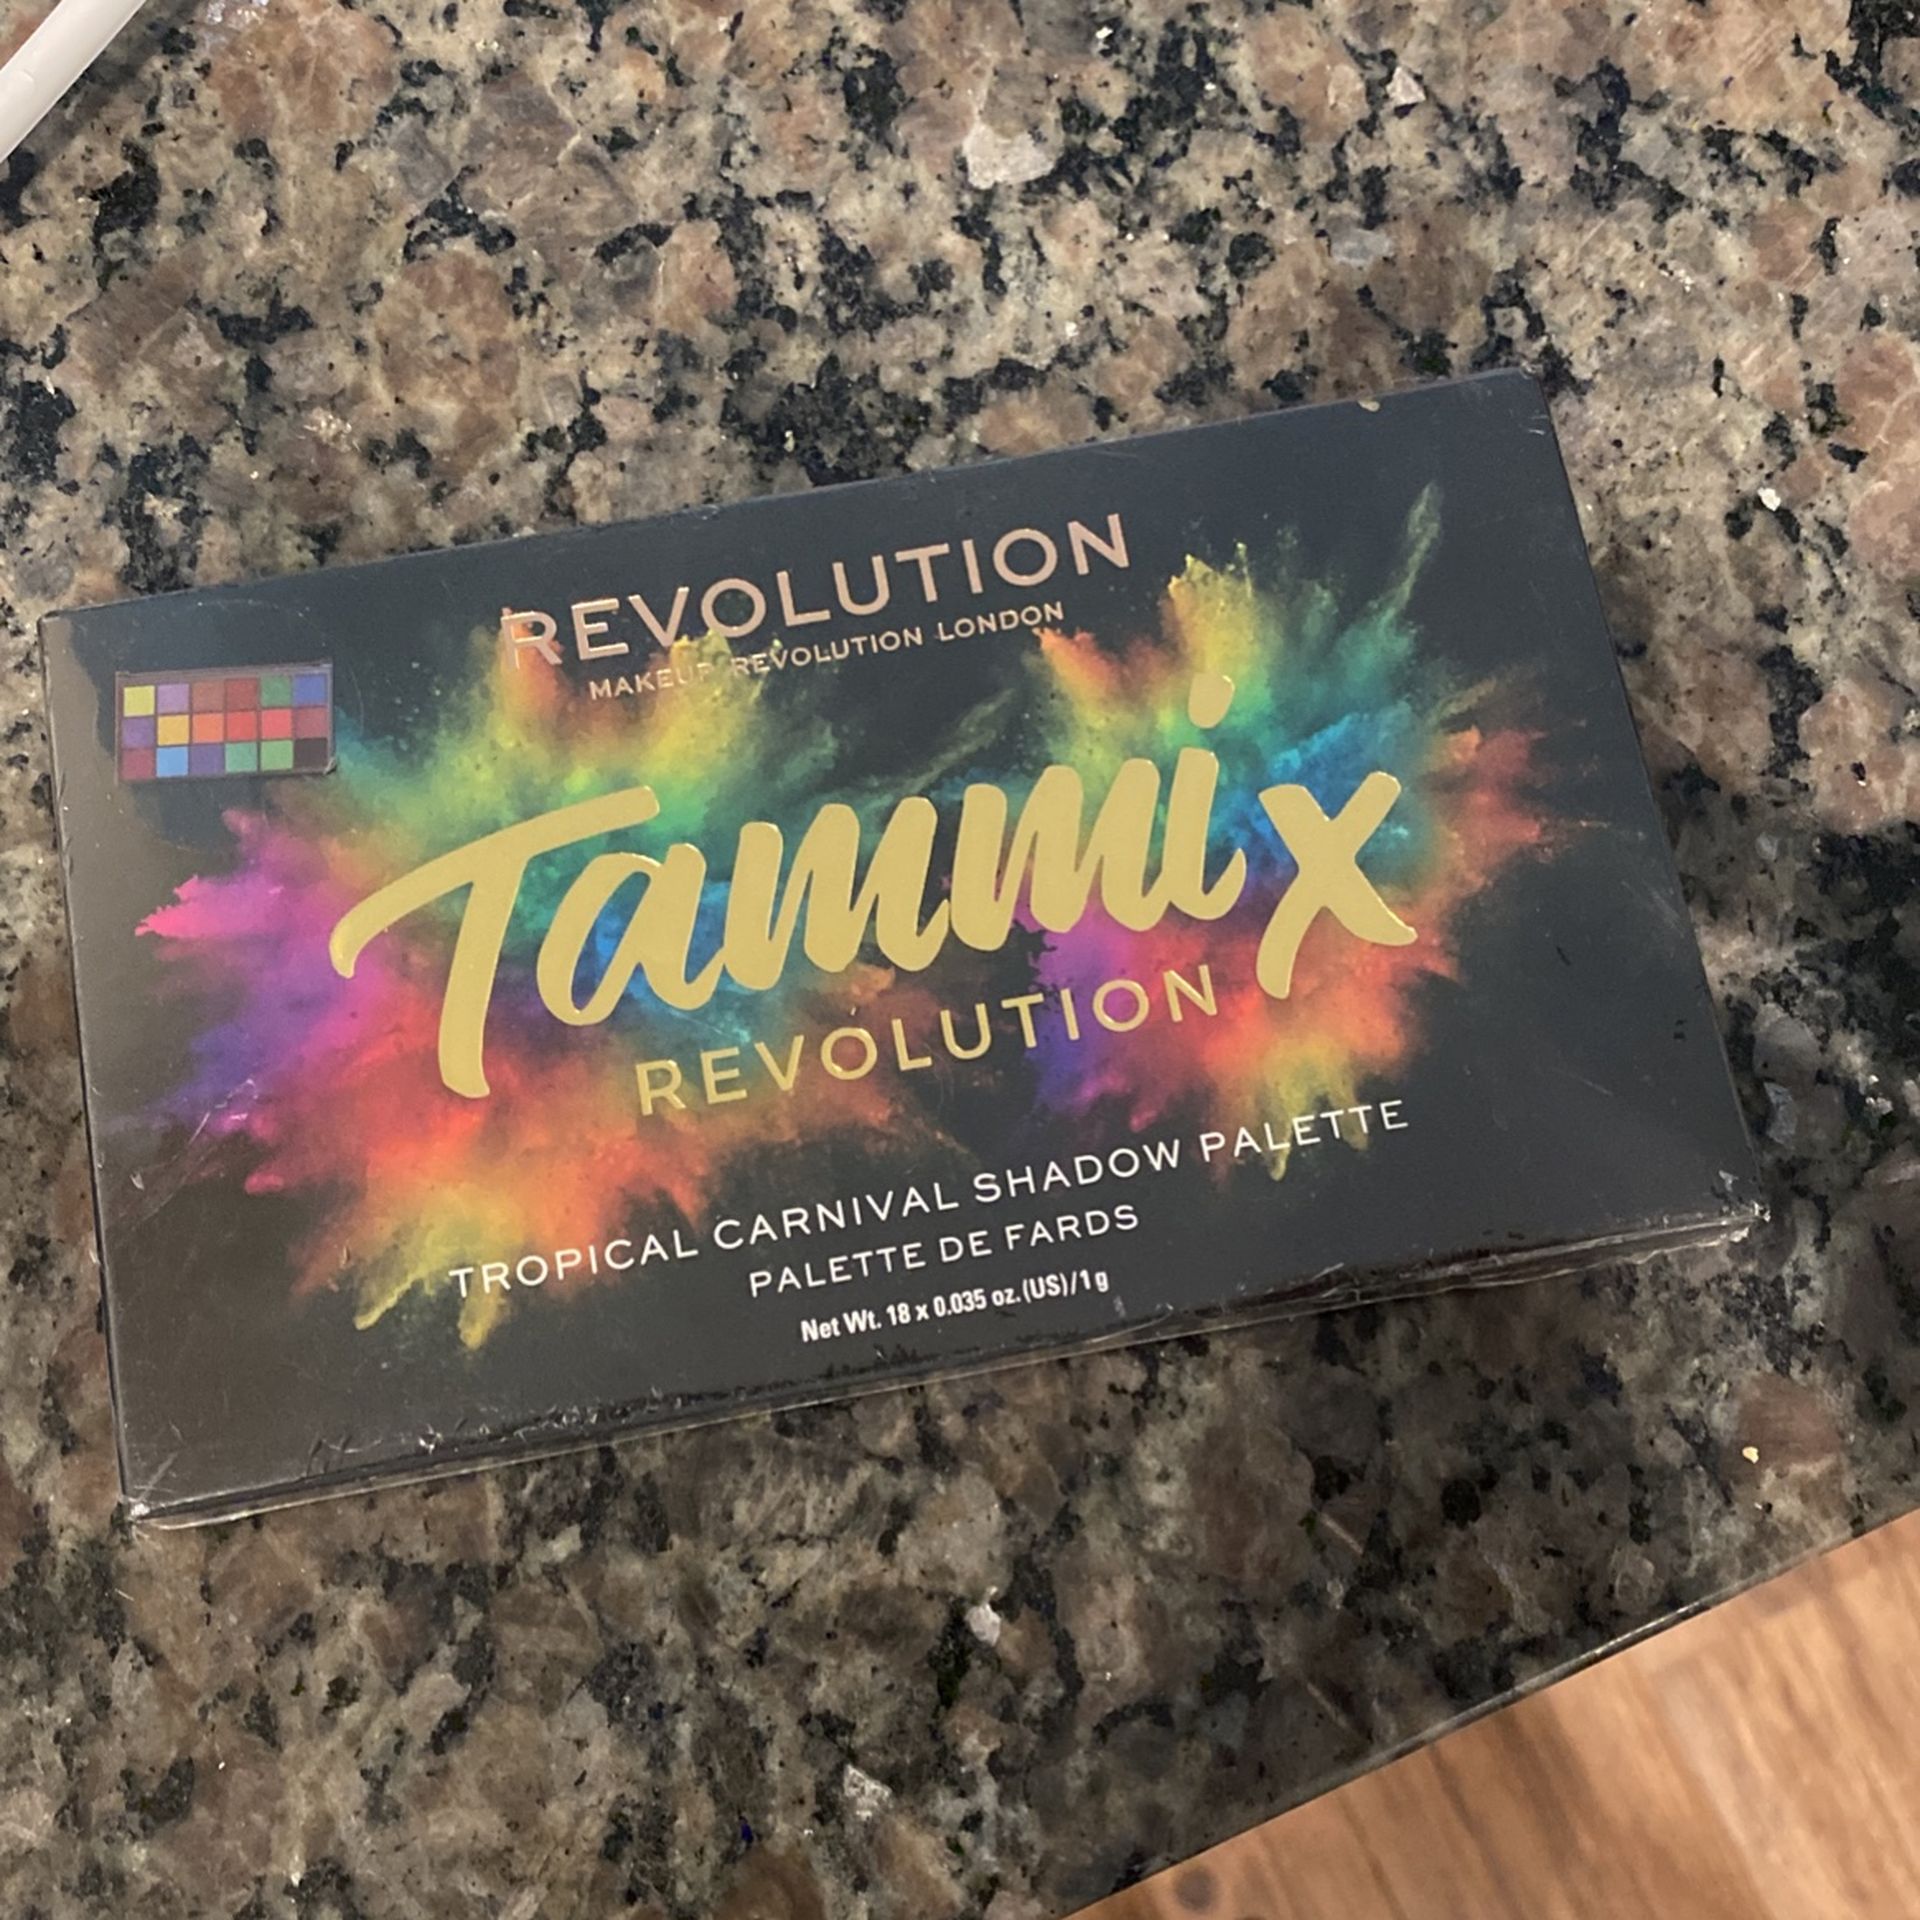 REVOLUTION
MAKEUP REVOLUTION LONDON
Tammi x
REVOLUTION
TROPICAL CARNIVAL SHADOW PALETTE
PALETTE DE FARDS
Net Wt. 18 x 0.035 oz.(US)/1 g